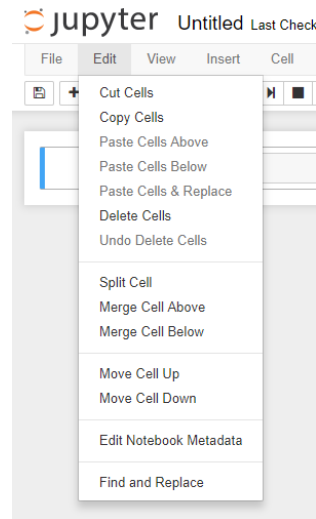 jupyter Untitled Last Check
File Edit View Insert Cell
Cut Cells
Copy Cells
Paste Cells Above
Paste Cells Below
Paste Cells & Replace
Delete Cells
Undo Delete Cells
Split Cell
Merge Cell Above
Merge Cell Below
Move Cell Up
Move Cell Down
Edit Notebook Metadata
Find and Replace